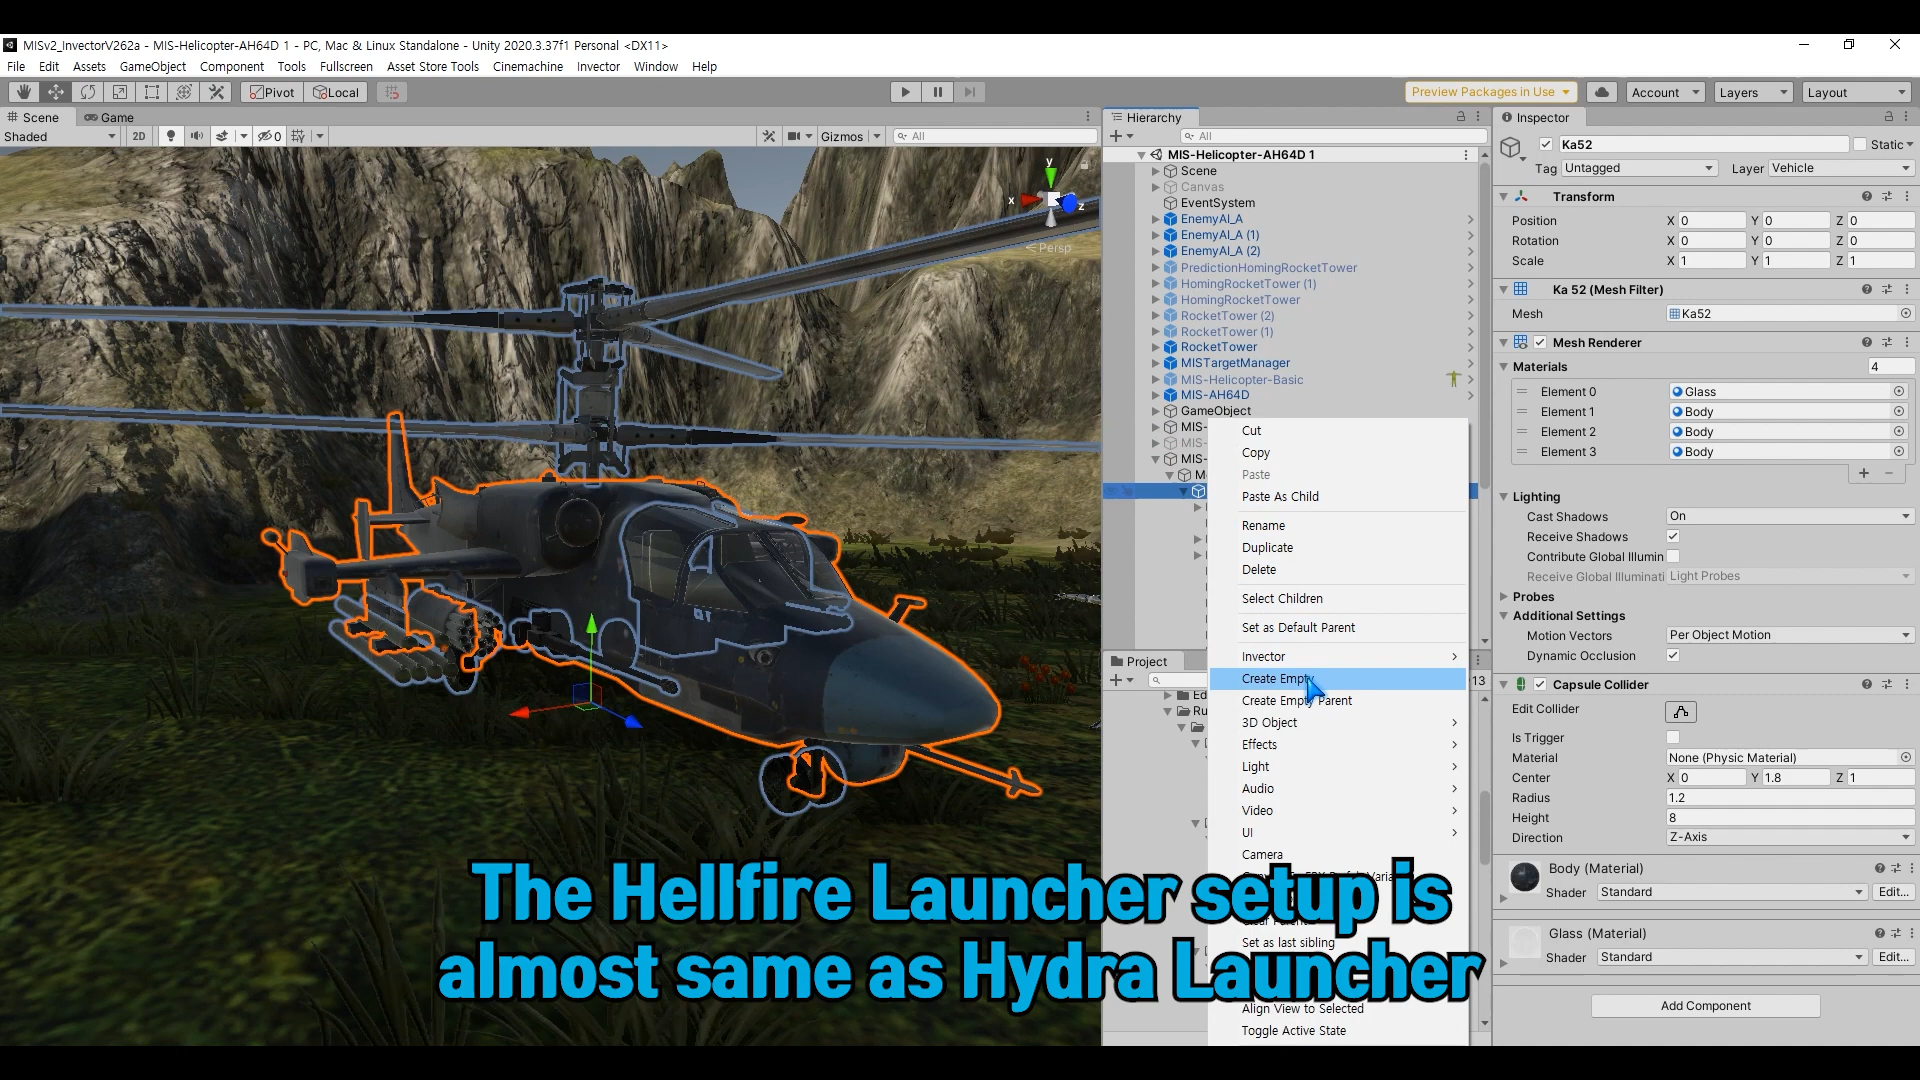 MISv2_InvectorV262a - MIS-Helicopter-AH64D 1 - PC, Mac & Linux Standalone - Unity 2020.3.37f1 Personal <DX11>
File Edit Assets GameObject Component Tools Fullscreen Asset Store Tools Cinemachine Invector Window Help
Pivot Local Preview Packages in Use Account Layers Layout
Scene Game
Shaded 2D 0 Gizmos All
y
x
z
Persp
Hierarchy
All
MIS-Helicopter-AH64D 1
Scene
Canvas
EventSystem
EnemyAI_A
EnemyAI_A (1)
EnemyAI_A (2)
PredictionHomingRocketTower
HomingRocketTower (1)
HomingRocketTower
RocketTower (2)
RocketTower (1)
RocketTower
MISTargetManager
MIS-Helicopter-Basic
MIS-AH64D
GameObject
MIS-
MIS-
MIS-
Project
13
Ru
Cut
Copy
Paste
Paste As Child
Rename
Duplicate
Delete
Select Children
Set as Default Parent
Invector
Create Empty
Create Empty Parent
3D Object
Effects
Light
Audio
Video
UI
Camera
Set as last sibling
Align View to Selected
Toggle Active State
Inspector
Ka52 Static
Tag Untagged Layer Vehicle
Transform
Position X 0 Y 0 Z 0
Rotation X 0 Y 0 Z 0
Scale X 1 Y 1 Z 1
Ka 52 (Mesh Filter)
Mesh Ka52
Mesh Renderer
Materials 4
Element 0 Glass
Element 1 Body
Element 2 Body
Element 3 Body
Lighting
Cast Shadows On
Receive Shadows
Contribute Global Illumin
Receive Global Illuminati Light Probes
Probes
Additional Settings
Motion Vectors Per Object Motion
Dynamic Occlusion
Capsule Collider
Edit Collider
Is Trigger
Material None (Physic Material)
Center X 0 Y 1.8 Z 1
Radius 1.2
Height 8
Direction Z-Axis
Body (Material)
Shader Standard Edit...
Glass (Material)
Shader Standard Edit...
Add Component
The Hellfire Launcher setup is
almost same as Hydra Launcher